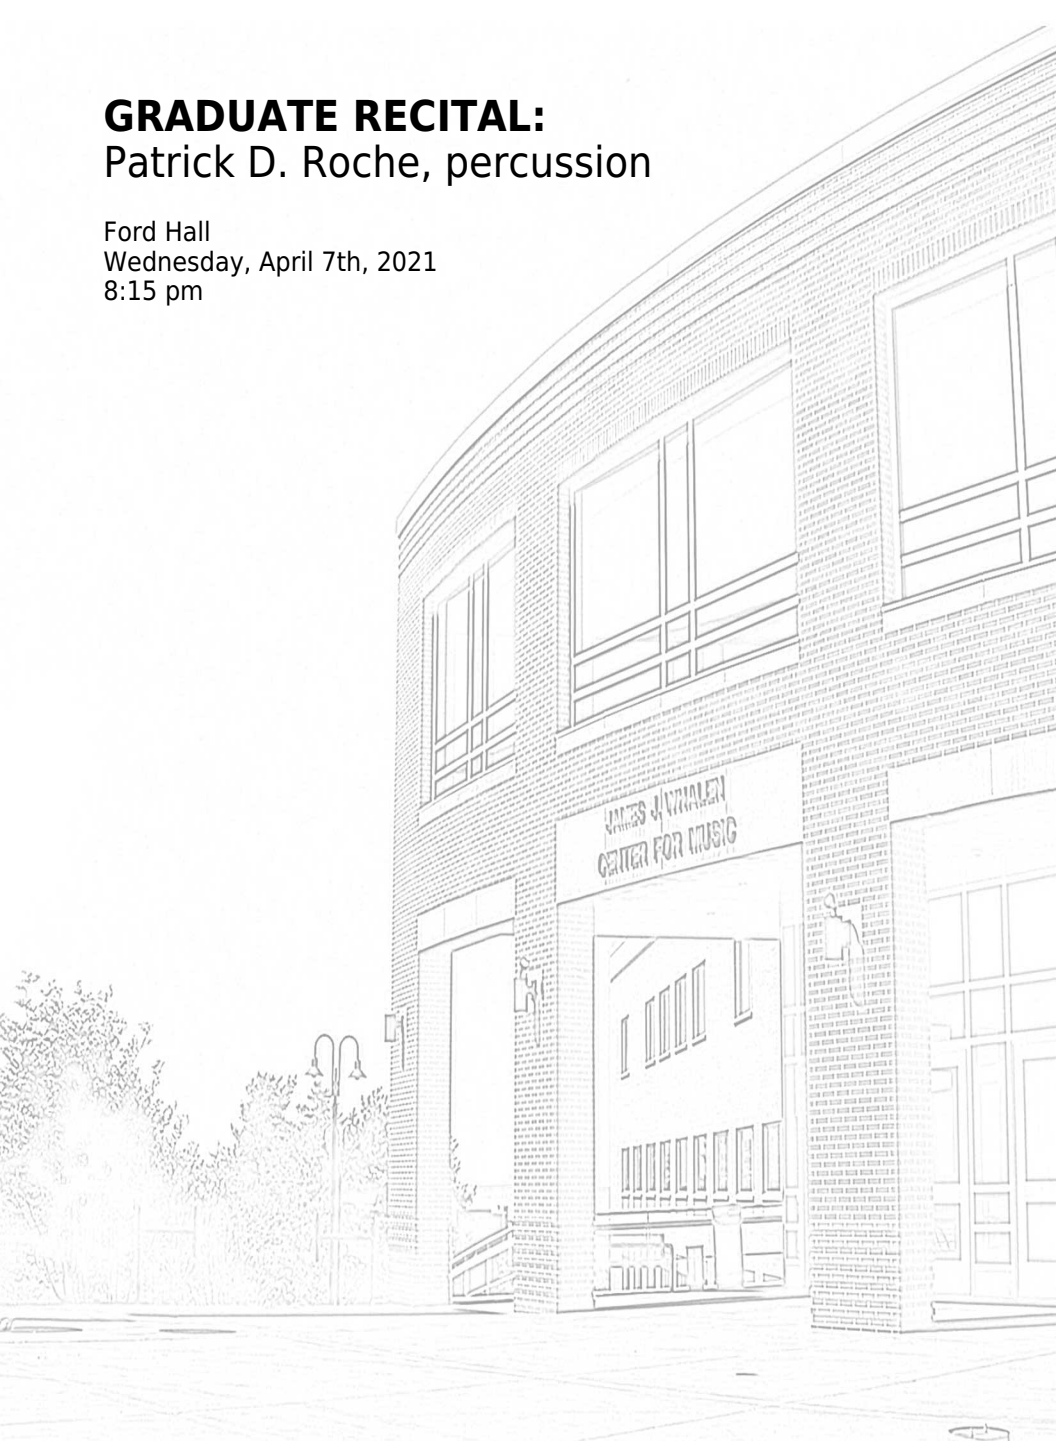 GRADUATE RECITAL:
Patrick D. Roche, percussion
Ford Hall
Wednesday, April 7th, 2021
8:15 pm
JAMES J. WHALEN
CENTER FOR MUSIC